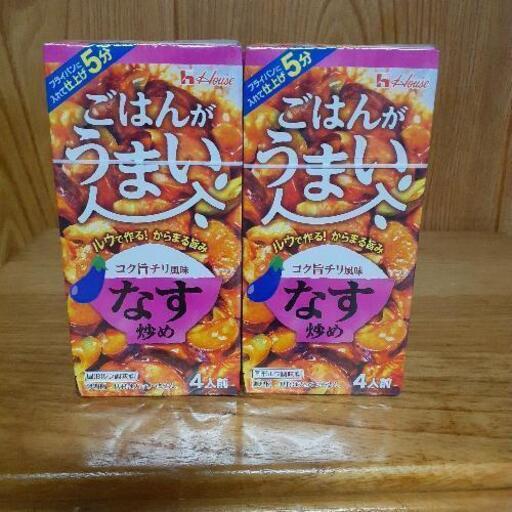 フライパンに
入れて仕上げ5分
House
ごはんが
うまい
ルウで作る!からまる旨み
コク旨チリ風味
なす
炒め
4人前
フライパンに
入れて仕上げ5分
House
ごはんが
うまい
ルウで作る!からまる旨み
コク旨チリ風味
なす
炒め
4人前